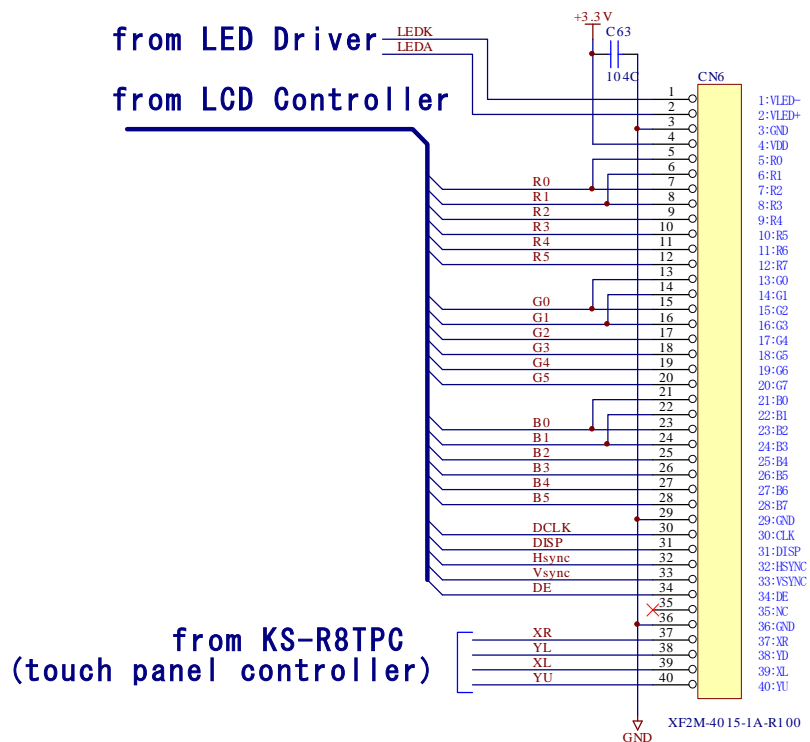 +3.3V
from LED Driver
LEDK
LEDA
C63
104C
CN6
from LCD Controller
1
1:VLED-
2
2:VLED+
3
3:GND
4
4:VDD
5
5:R0
6
6:R1
R0
7
7:R2
R1
8
8:R3
R2
9
9:R4
R3
10
10:R5
R4
11
11:R6
R5
12
12:R7
13
13:G0
14
14:G1
G0
15
15:G2
G1
16
16:G3
G2
17
17:G4
G3
18
18:G5
G4
19
19:G6
G5
20
20:G7
21
21:B0
22
22:B1
B0
23
23:B2
B1
24
24:B3
B2
25
25:B4
B3
26
26:B5
B4
27
27:B6
B5
28
28:B7
29
29:GND
DCLK
30
30:CLK
DISP
31
31:DISP
Hsync
32
32:HSYNC
Vsync
33
33:VSYNC
DE
34
34:DE
35
35:NC
36
36:GND
from KS-R8TPC
(touch panel controller)
XR
37
37:XR
YL
38
38:YD
XL
39
39:XL
YU
40
40:YU
XF2M-4015-1A-R100
GND